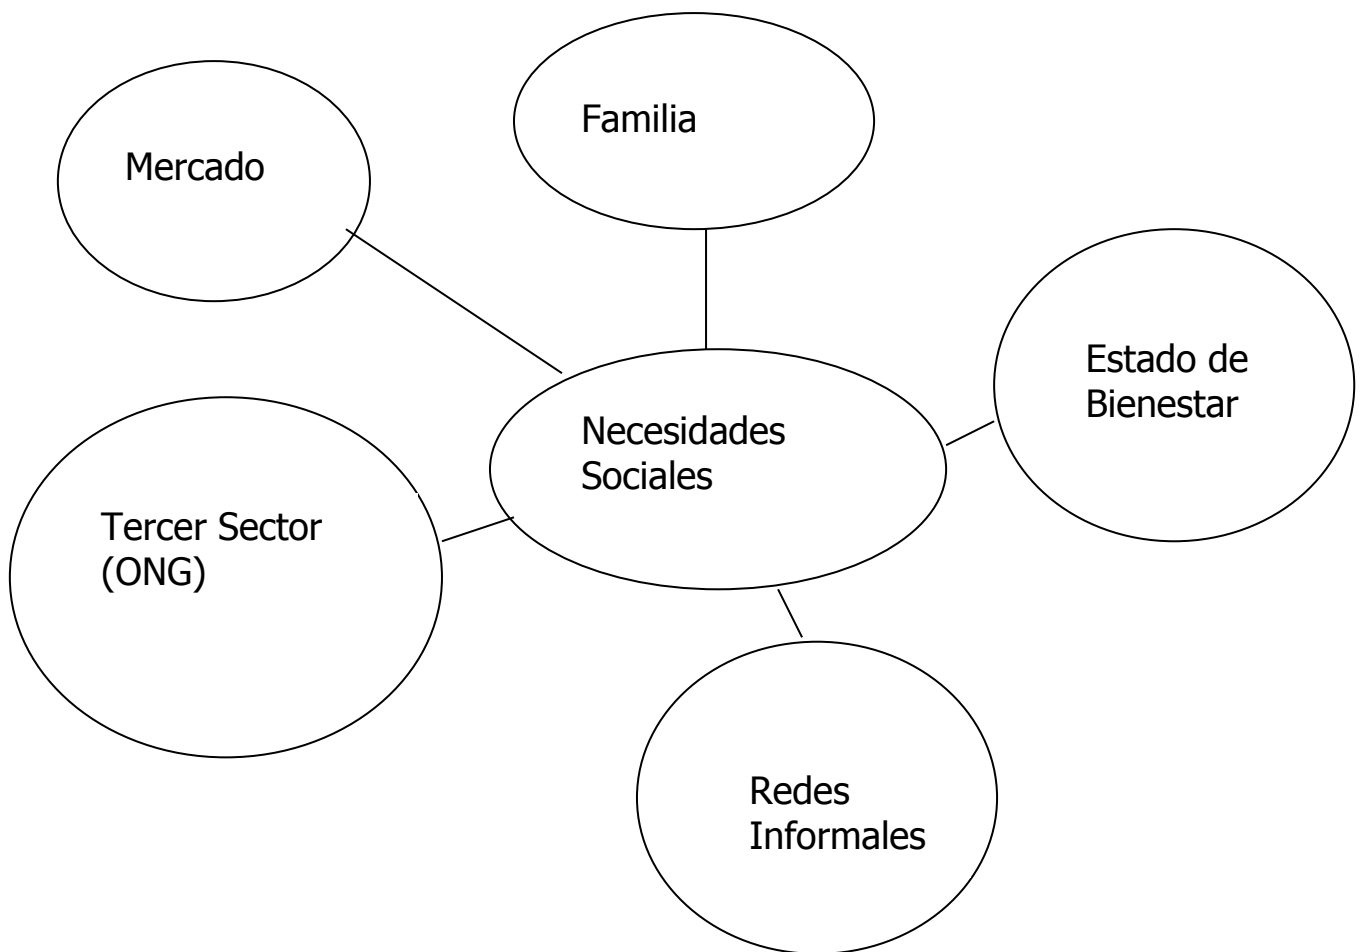 Familia
Mercado
Estado de
Bienestar
Necesidades
Sociales
Tercer Sector
(ONG)
Redes
Informales